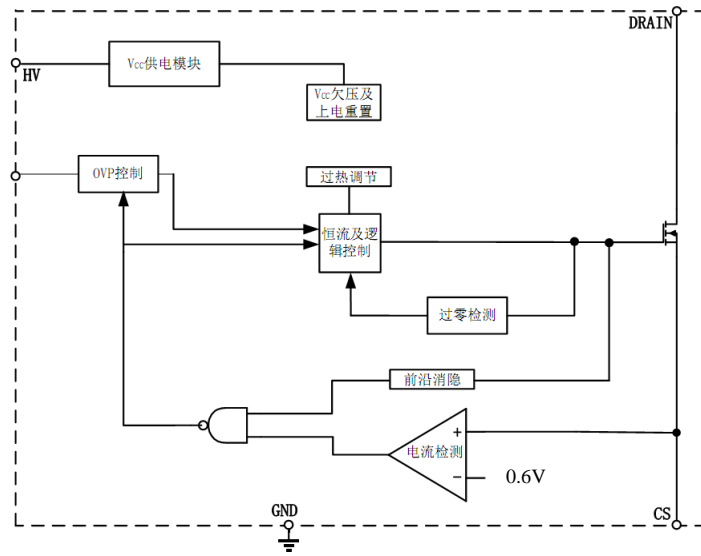 DRAIN
HV
Vcc供电模块
Vcc欠压及
上电重置
OVP控制
过热调节
恒流及逻
辑控制
过零检测
前沿消隐
+
电流检测
−
0.6V
GND
CS